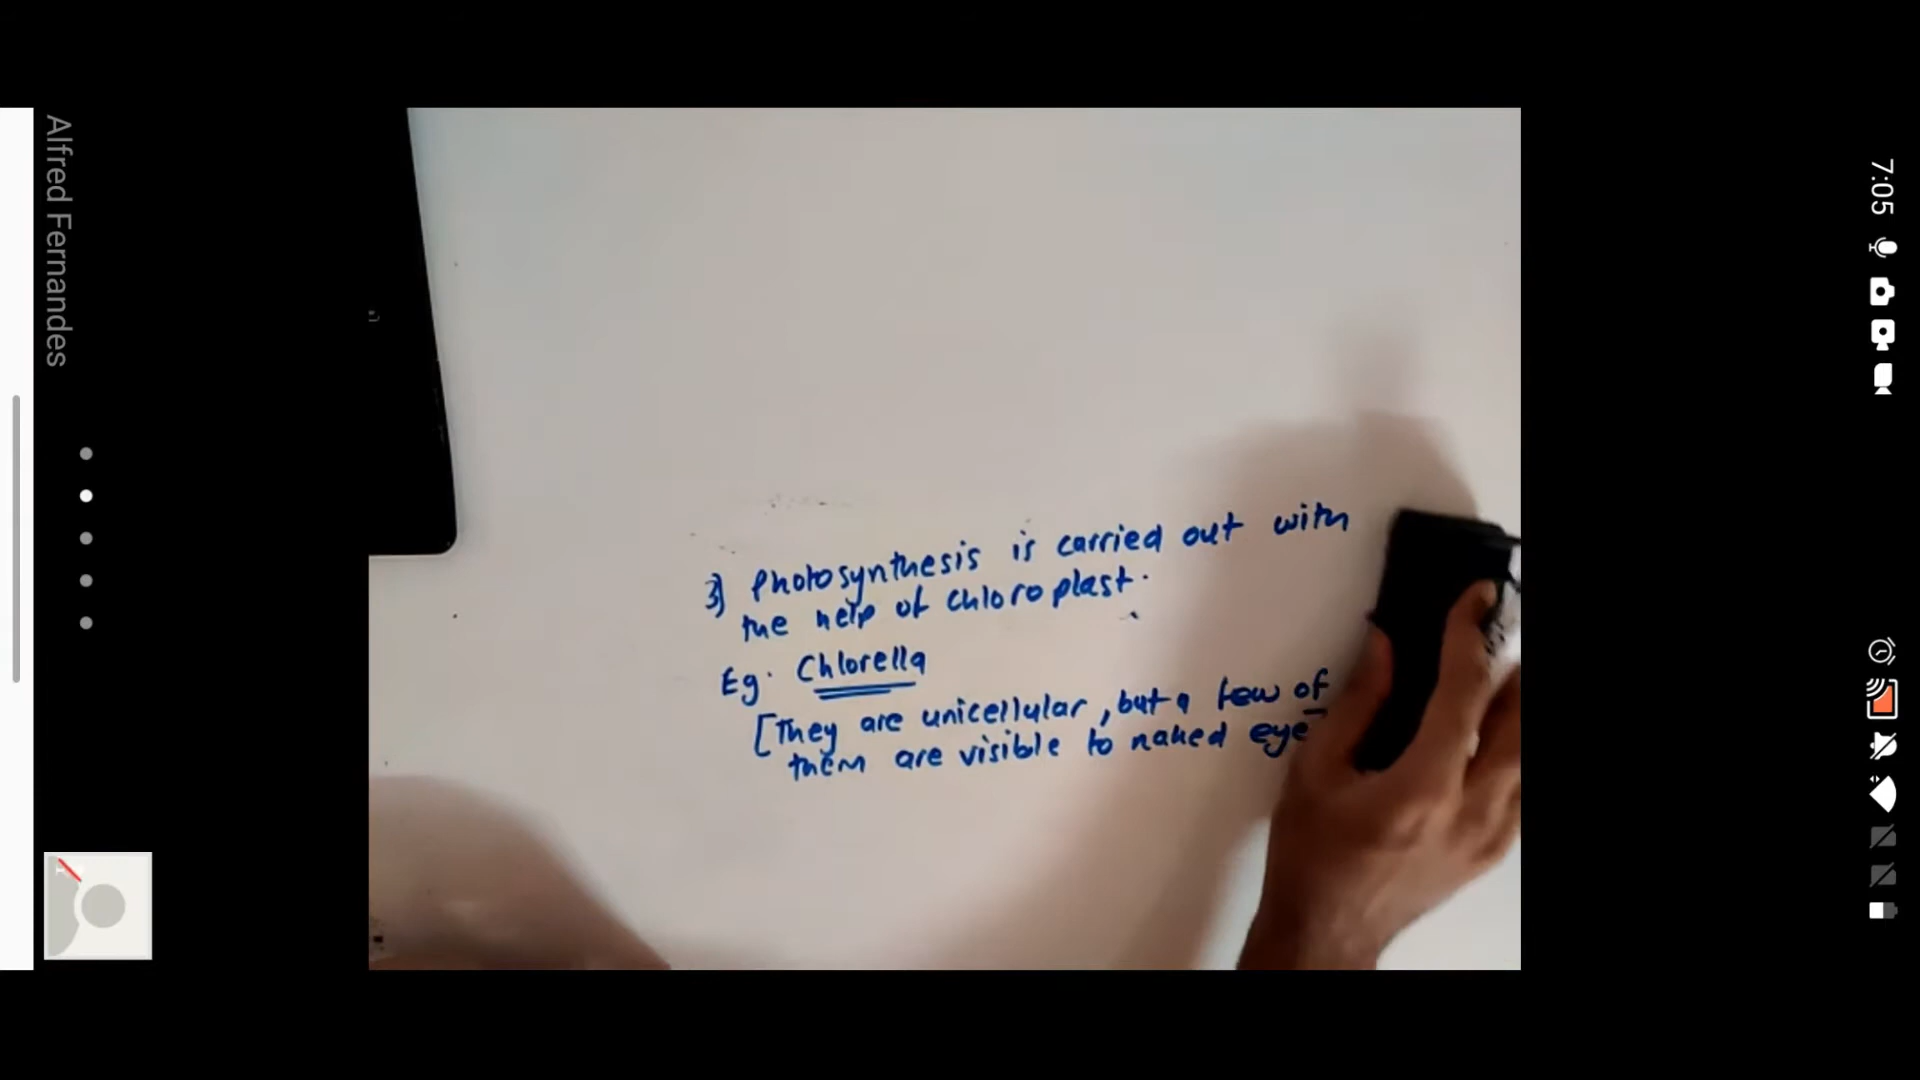 Alfred Fernandes
7:05
3) Photosynthesis is carried out with
the help of chloroplast.
Eg. Chlorella
[They are unicellular, but a few of
them are visible to naked eye